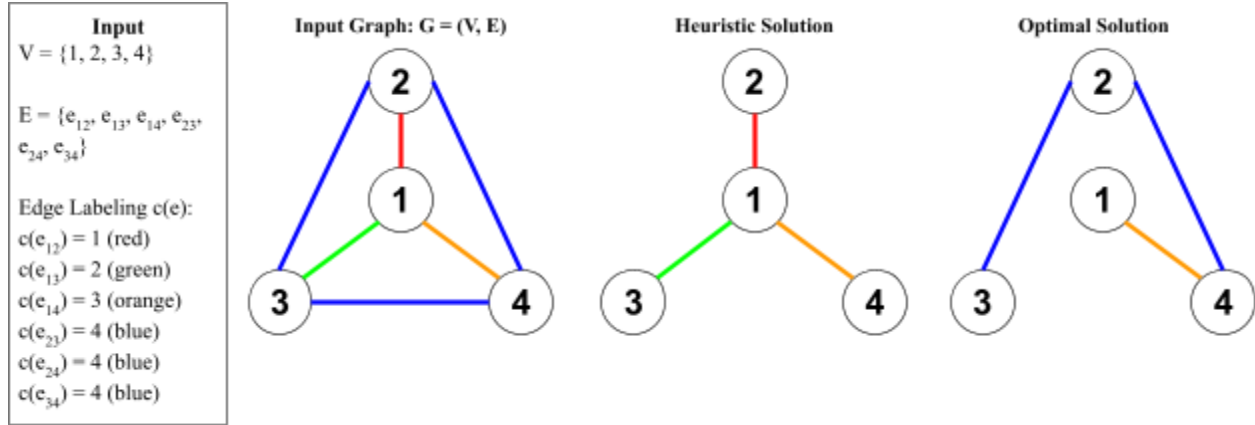 Input
V = {1, 2, 3, 4}
E = {e12, e13, e14, e23,
e24, e34}
Edge Labeling c(e):
c(e12) = 1 (red)
c(e13) = 2 (green)
c(e14) = 3 (orange)
c(e23) = 4 (blue)
c(e24) = 4 (blue)
c(e34) = 4 (blue)
Input Graph: G = (V, E)
2
1
3
4
Heuristic Solution
2
1
3
4
Optimal Solution
2
1
3
4